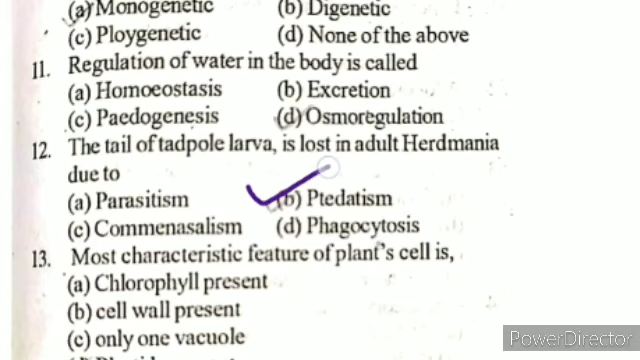 (a) Monogenetic (b) Digenetic
(c) Ploygenetic (d) None of the above
11. Regulation of water in the body is called
(a) Homoeostasis (b) Excretion
(c) Paedogenesis (d) Osmoregulation
12. The tail of tadpole larva, is lost in adult Herdmania
due to
(a) Parasitism (b) Ptedatism
(c) Commenasalism (d) Phagocytosis
13. Most characteristic feature of plant's cell is,
(a) Chlorophyll present
(b) cell wall present
(c) only one vacuole
PowerDirector